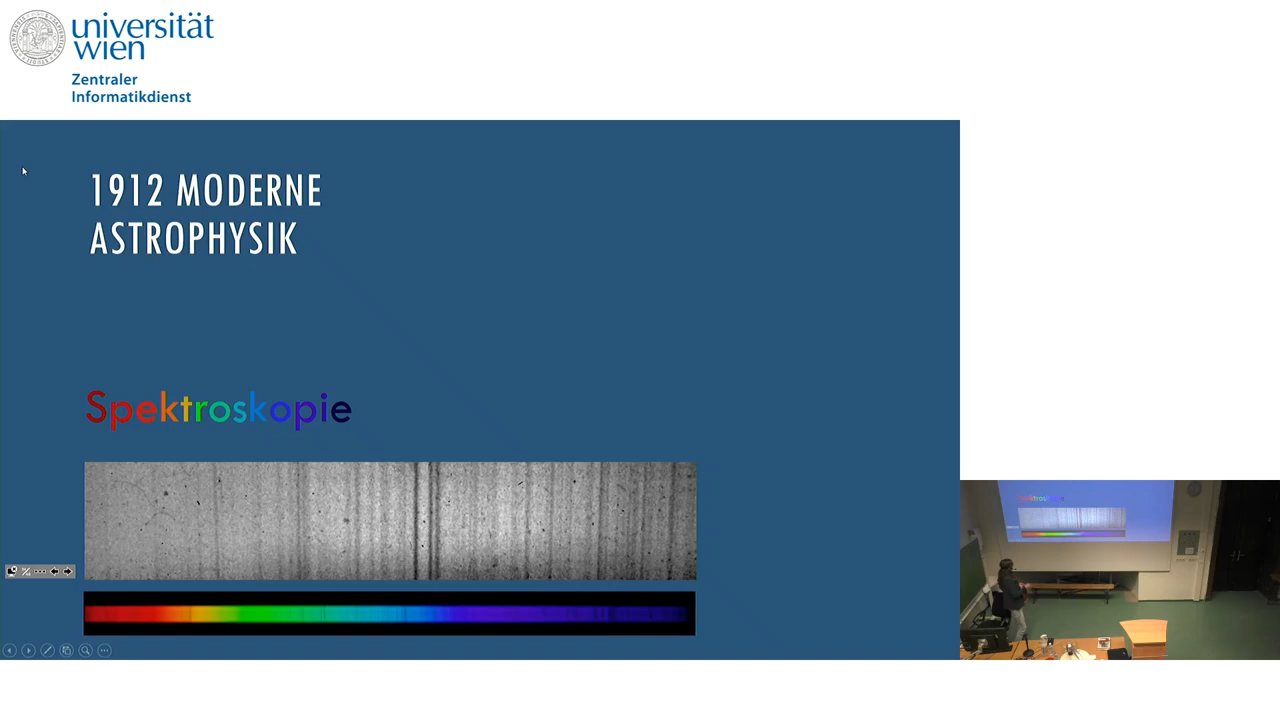 universität
wien
Zentraler
Informatikdienst
1912 MODERNE
ASTROPHYSIK
Spektroskopie